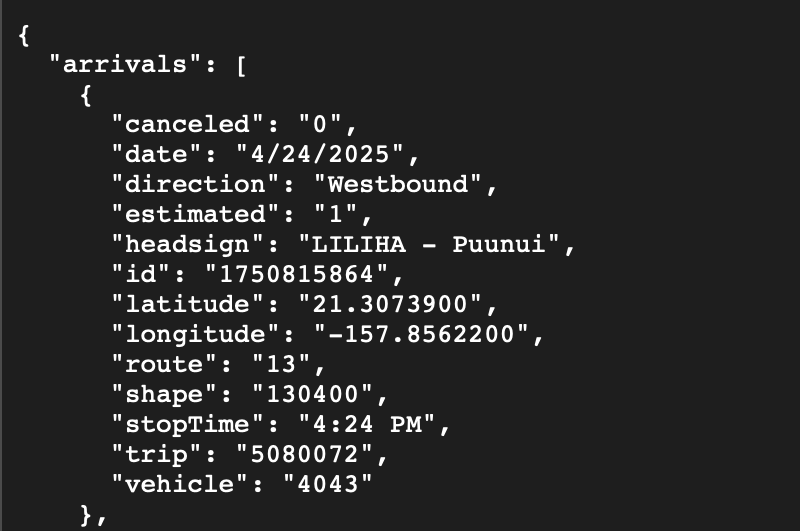 {
  "arrivals": [
    {
      "canceled": "0",
      "date": "4/24/2025",
      "direction": "Westbound",
      "estimated": "1",
      "headsign": "LILIHA - Puunui",
      "id": "1750815864",
      "latitude": "21.3073900",
      "longitude": "-157.8562200",
      "route": "13",
      "shape": "130400",
      "stopTime": "4:24 PM",
      "trip": "5080072",
      "vehicle": "4043"
    },